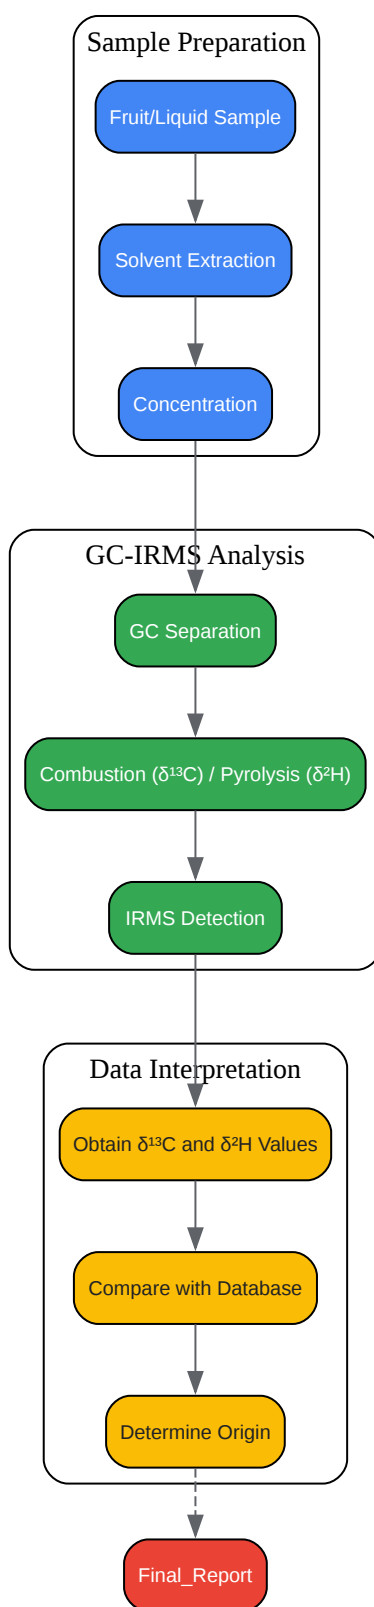 Sample Preparation
Fruit/Liquid Sample
Solvent Extraction
Concentration
GC-IRMS Analysis
GC Separation
Combustion (δ¹³C) / Pyrolysis (δ²H)
IRMS Detection
Data Interpretation
Obtain δ¹³C and δ²H Values
Compare with Database
Determine Origin
Final_Report